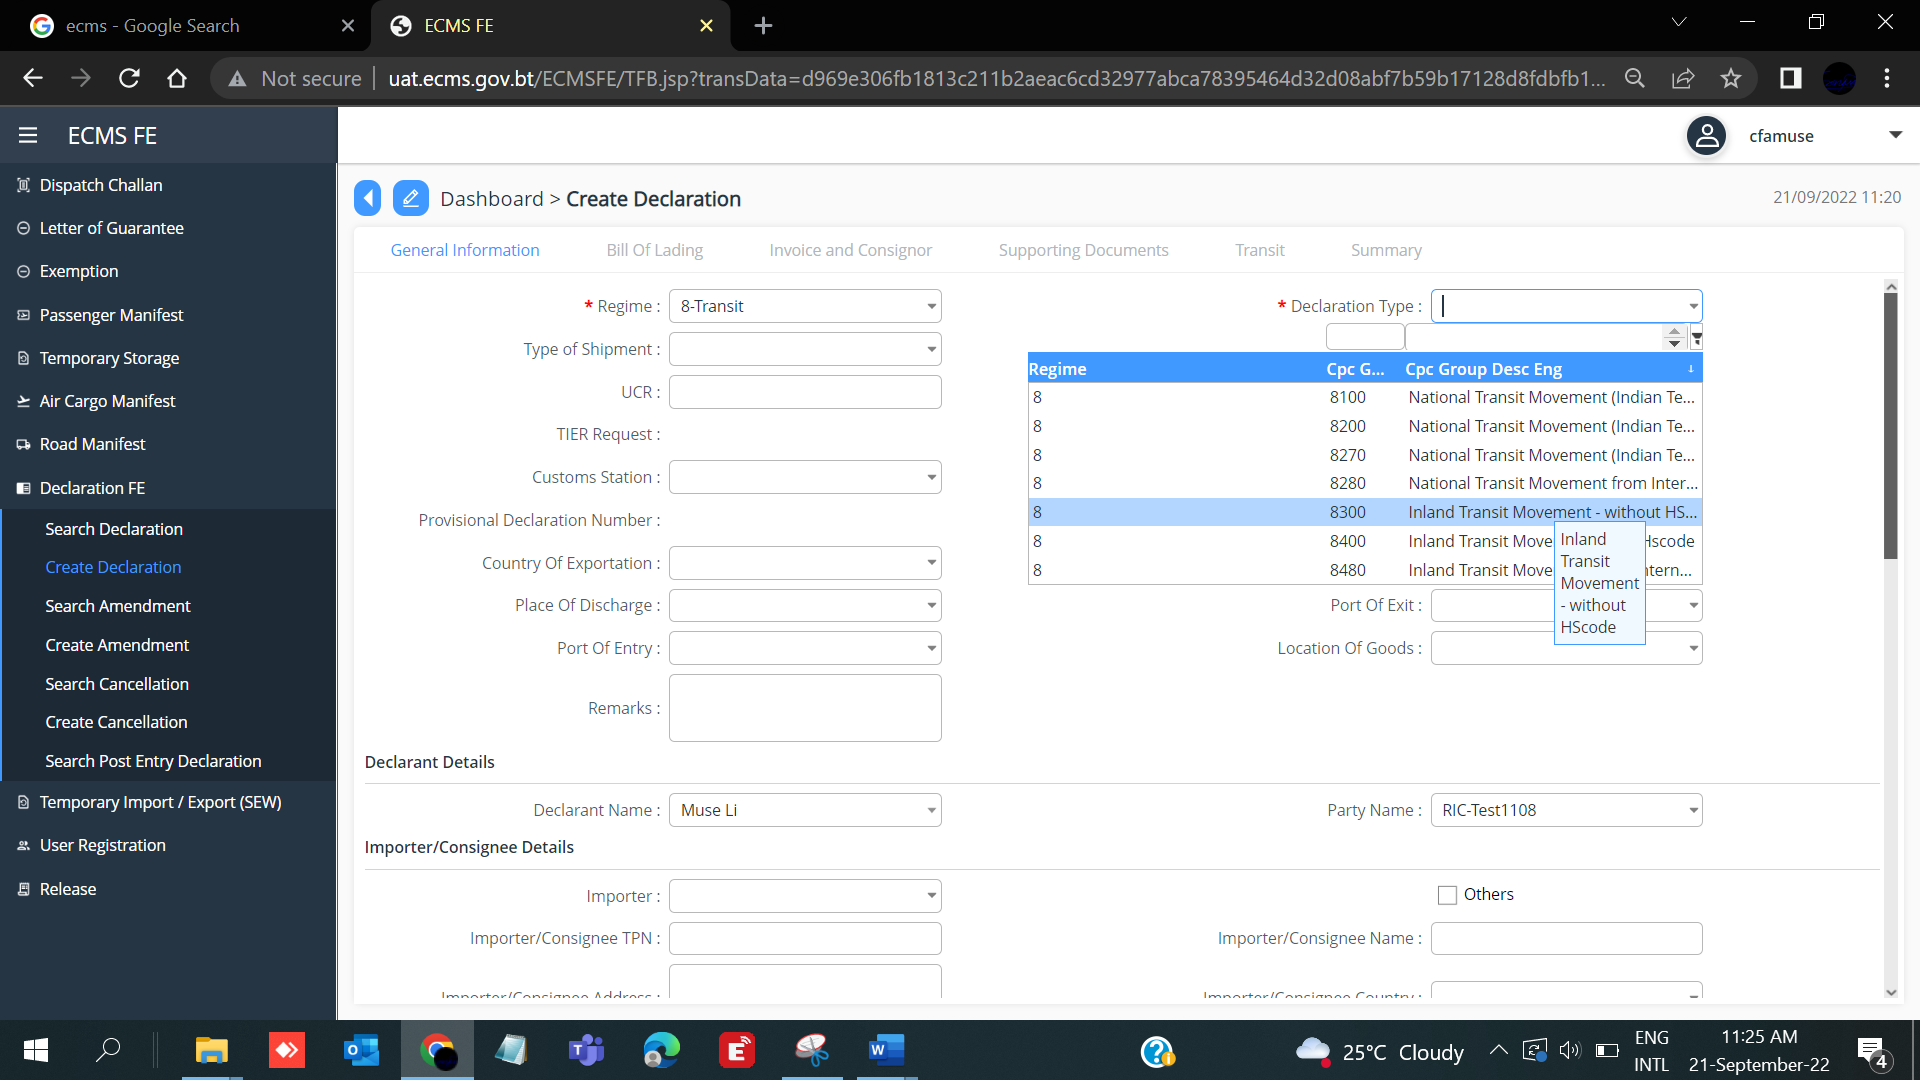 ecms - Google Search
ECMS FE
Not secure
uat.ecms.gov.bt/ECMSFE/TFB.jsp?transData=d969e306fb1813c211b2aeac6cd32977abca78395464d32d08abf7b59b17128d8fdbfb1...
ECMS FE
cfamuse
Dispatch Challan
Letter of Guarantee
Exemption
Passenger Manifest
Temporary Storage
Air Cargo Manifest
Road Manifest
Declaration FE
Search Declaration
Create Declaration
Search Amendment
Create Amendment
Search Cancellation
Create Cancellation
Search Post Entry Declaration
Temporary Import / Export (SEW)
User Registration
Release
Dashboard > Create Declaration
21/09/2022 11:20
General Information
Bill Of Lading
Invoice and Consignor
Supporting Documents
Transit
Summary
* Regime : 8-Transit
* Declaration Type :
Type of Shipment :
UCR :
TIER Request :
Customs Station :
Provisional Declaration Number :
Country Of Exportation :
Place Of Discharge :
Port Of Entry :
Remarks :
Regime Cpc G... Cpc Group Desc Eng
8 8100 National Transit Movement (Indian Te...
8 8200 National Transit Movement (Indian Te...
8 8270 National Transit Movement (Indian Te...
8 8280 National Transit Movement from Inter...
8 8300 Inland Transit Movement - without HS...
8 8400 Inland Transit Move Hscode
8 8480 Inland Transit Move ntern...
Inland
Transit
Movement
- without
HScode
Port Of Exit :
Location Of Goods :
Declarant Details
Declarant Name : Muse Li
Party Name : RIC-Test1108
Importer/Consignee Details
Importer :
Others
Importer/Consignee TPN :
Importer/Consignee Name :
Importer/Consignee Address :
Importer/Consignee Country :
25°C Cloudy
ENG
INTL
11:25 AM
21-September-22
4